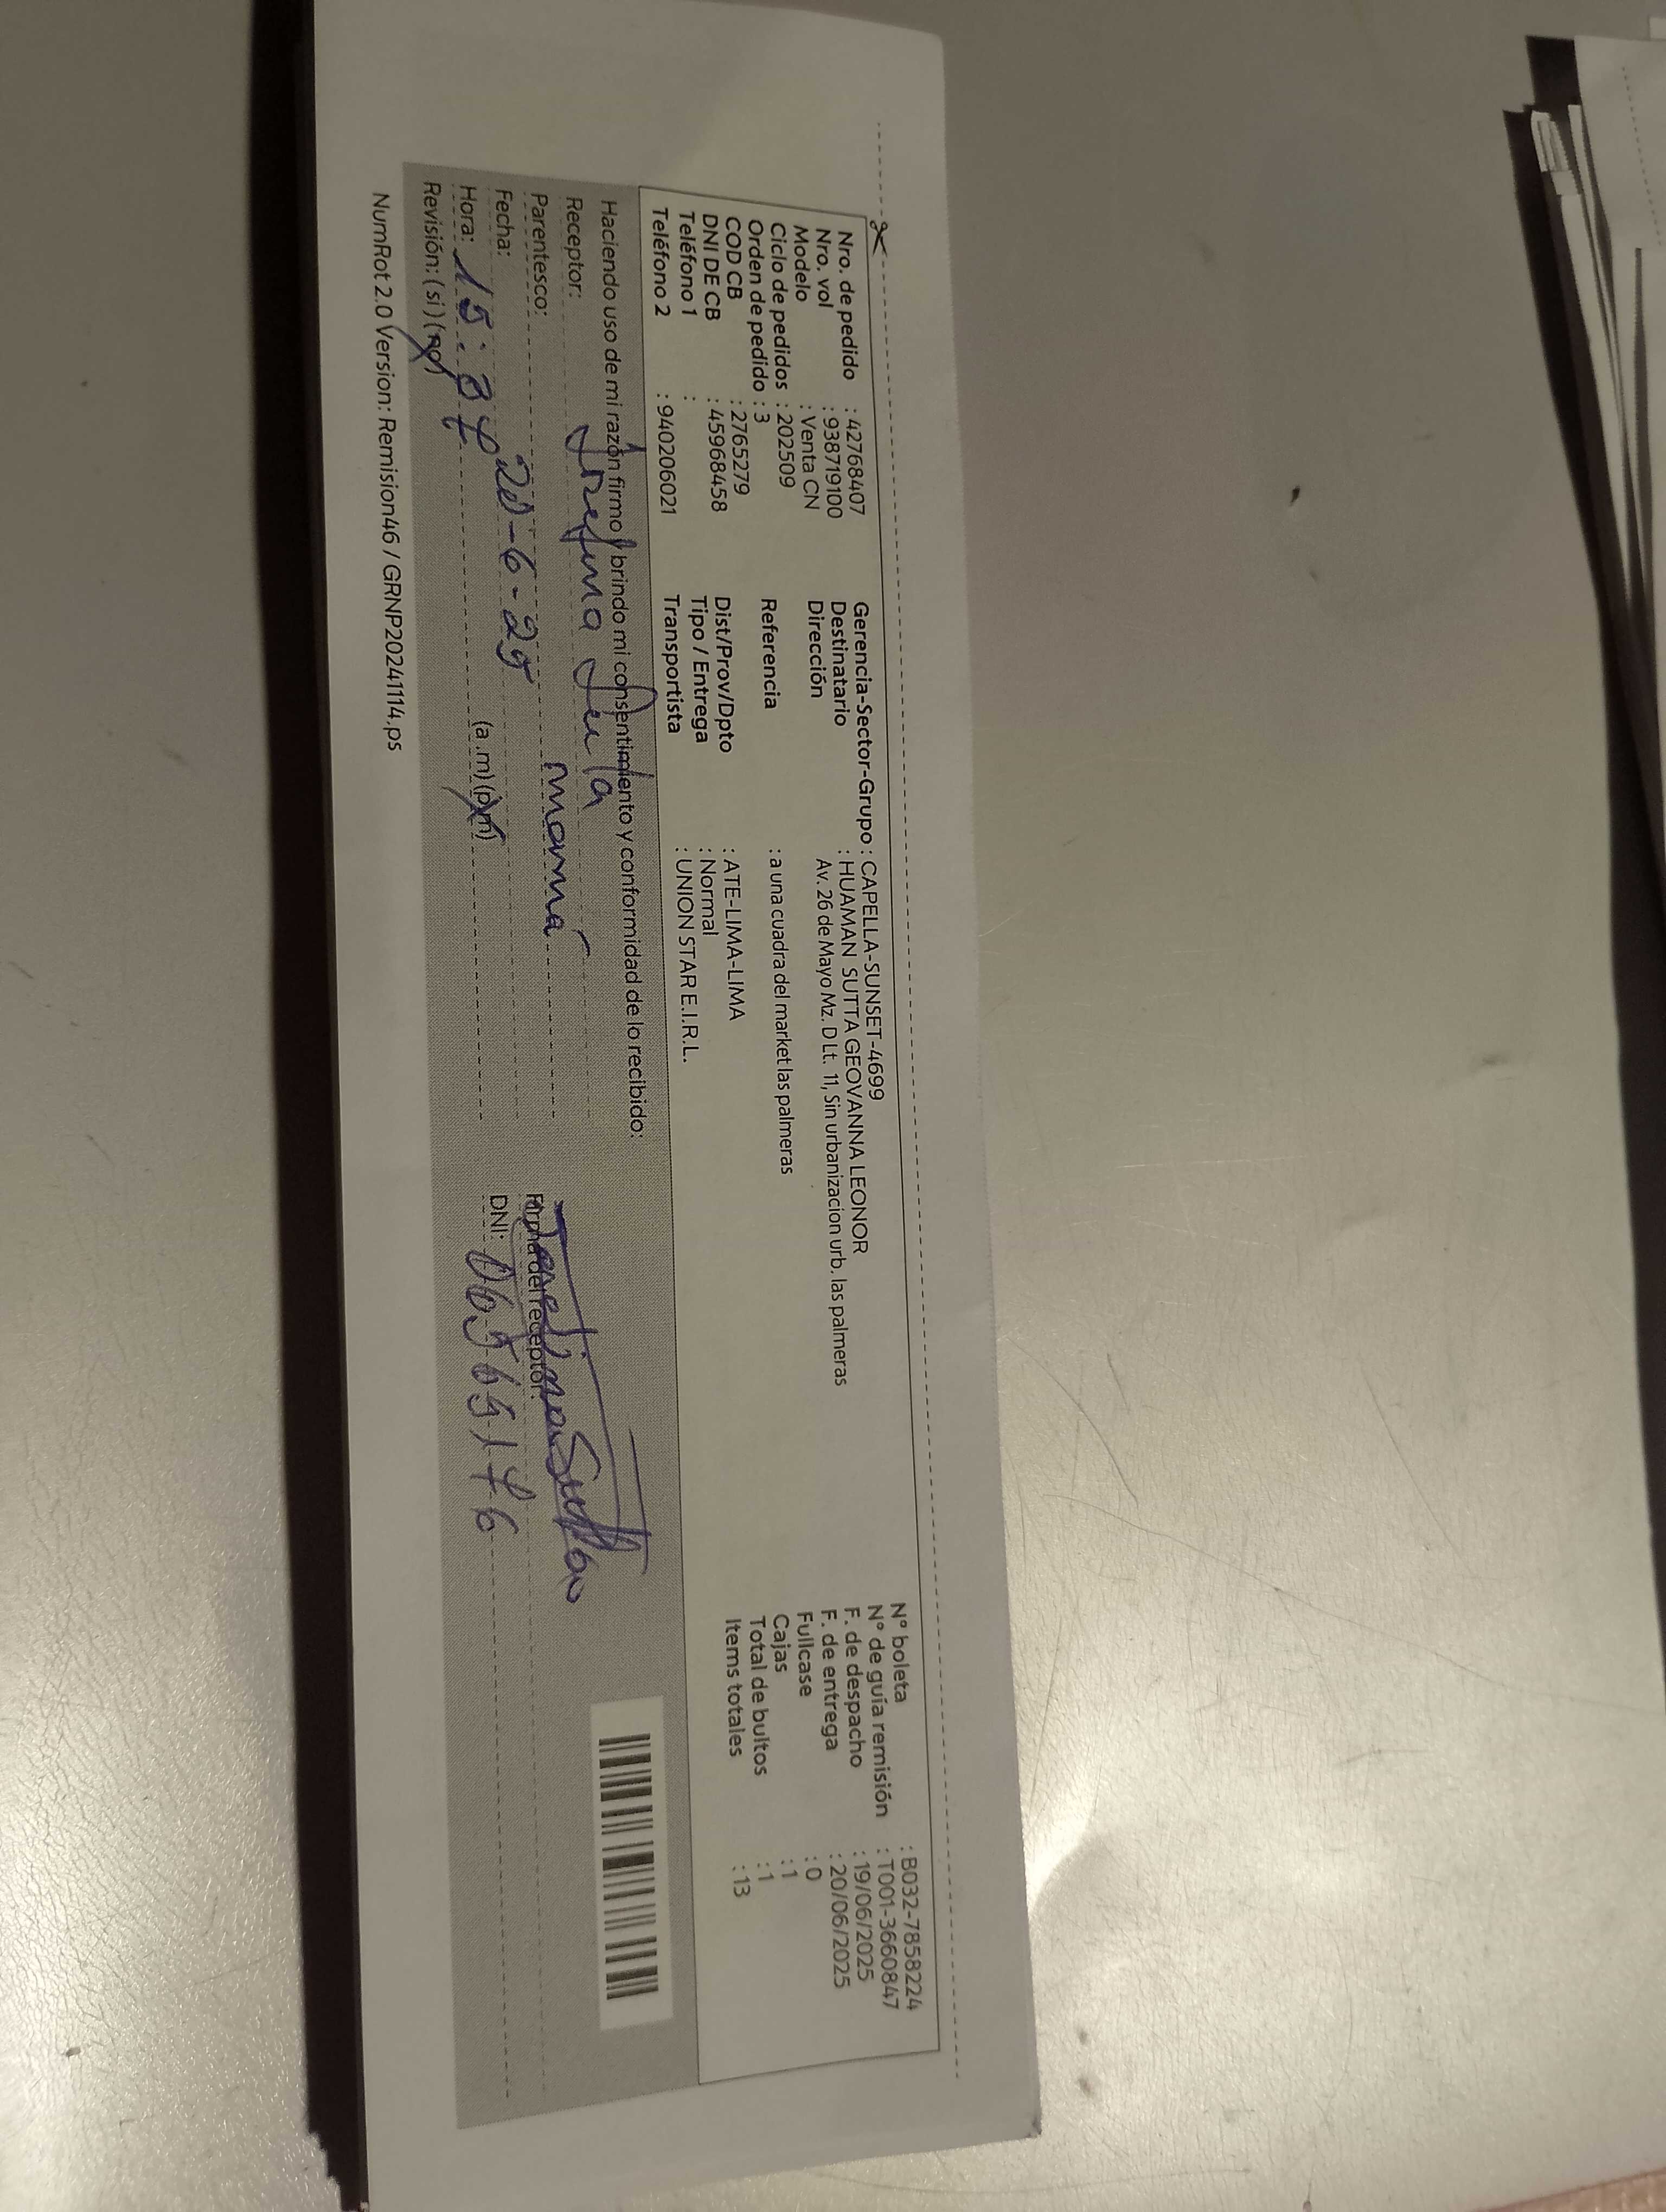 Nro. de pedido : 42768407
Nro. vol : 938719100
Modelo : Venta CN
Ciclo de pedidos : 202509
Orden de pedido : 3
COD CB : 2765279
DNI DE CB : 45968458
Teléfono 1 :
Teléfono 2 : 940206021
Gerencia-Sector-Grupo : CAPELLA-SUNSET-4699
Destinatario : HUAMAN SUTTA GEOVANNA LEONOR
Dirección Av. 26 de Mayo Mz. D Lt. 11, Sin urbanizacion urb. las palmeras
Referencia : a una cuadra del market las palmeras
Dist/Prov/Dpto : ATE-LIMA-LIMA
Tipo / Entrega : Normal
Transportista : UNION STAR E.I.R.L.
N° boleta : B032-7858224
N° de guía remisión : T001-3660847
F. de despacho : 19/06/2025
F. de entrega : 20/06/2025
Fullcase : 0
Cajas : 1
Total de bultos : 1
Items totales : 13
Haciendo uso de mi razón firmo y brindo mi consentimiento y conformidad de lo recibido:
Receptor:
Parentesco: mamá
Fecha: 20-6-25
Hora: 15:37 (a.m) (p.m)
Revisión: (si) (no)
Firma del receptor:
DNI: 06565176
NumRot 2.0 Version: Remision46 / GRNP20241114.ps